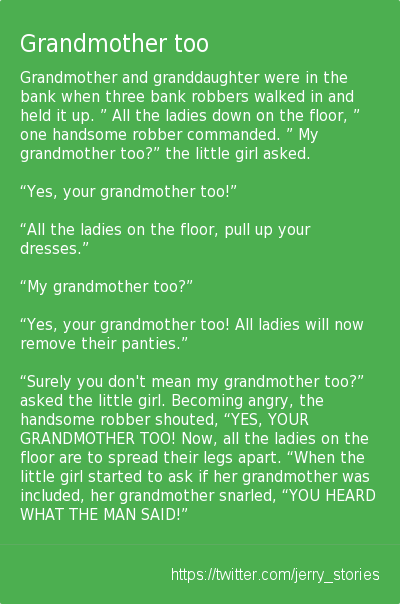 Grandmother too
Grandmother and granddaughter were in the
bank when three bank robbers walked in and
held it up. ” All the ladies down on the floor, ”
one handsome robber commanded. ” My
grandmother too?” the little girl asked.
“Yes, your grandmother too!”
“All the ladies on the floor, pull up your
dresses.”
“My grandmother too?”
“Yes, your grandmother too! All ladies will now
remove their panties.”
“Surely you don't mean my grandmother too?”
asked the little girl. Becoming angry, the
handsome robber shouted, “YES, YOUR
GRANDMOTHER TOO! Now, all the ladies on the
floor are to spread their legs apart. “When the
little girl started to ask if her grandmother was
included, her grandmother snarled, “YOU HEARD
WHAT THE MAN SAID!”
https://twitter.com/jerry_stories